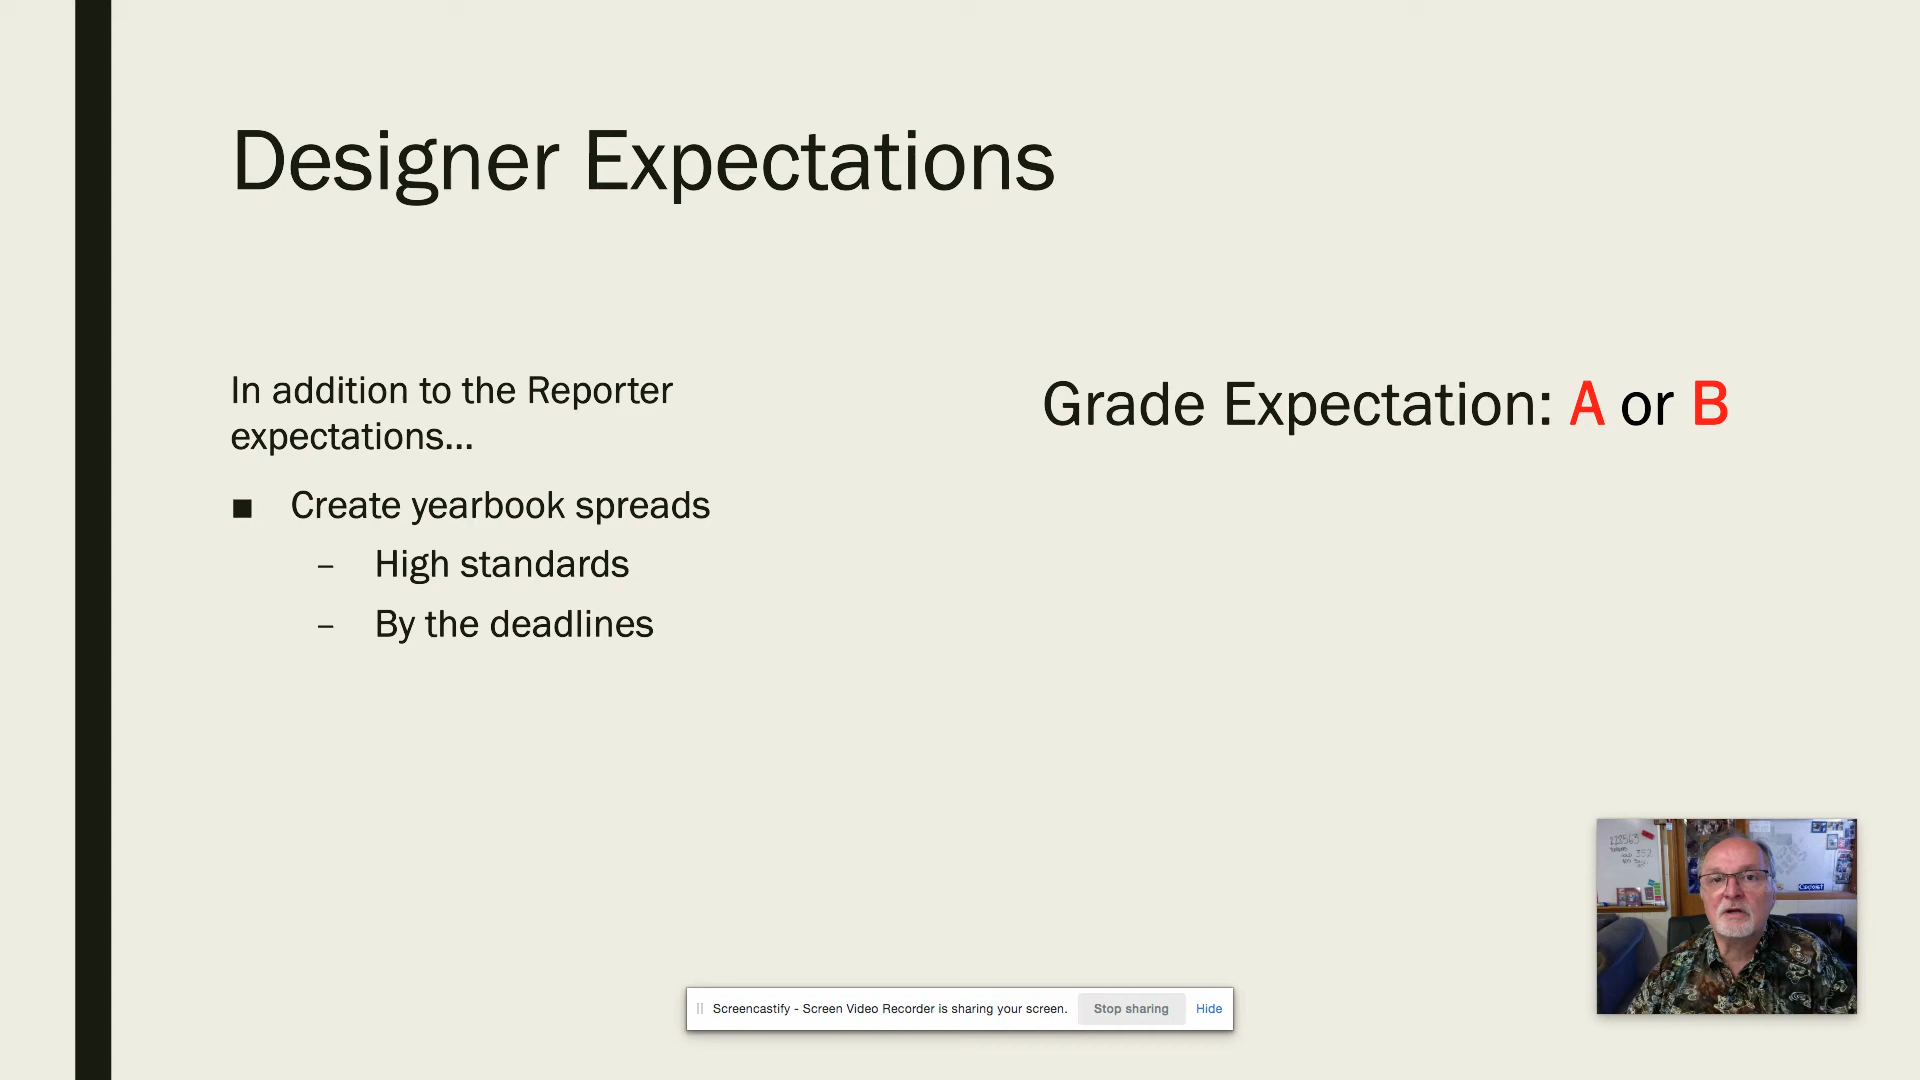 Designer Expectations
In addition to the Reporter
expectations...
■ Create yearbook spreads
– High standards
– By the deadlines
Grade Expectation: A or B
Screencastify - Screen Video Recorder is sharing your screen.
Stop sharing
Hide